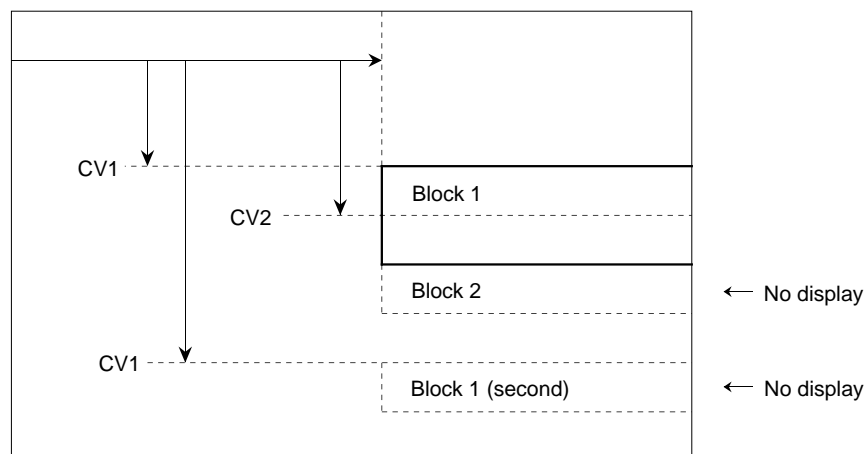 CV1
Block 1
CV2
Block 2
No display
CV1
Block 1 (second)
No display